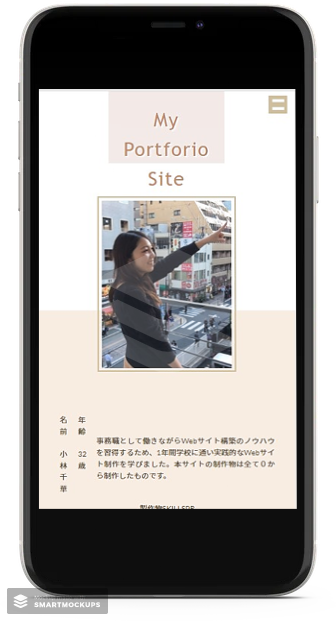 My
Portforio
Site
名前 小林千華
年齢 32歳
事務職として働きながらWebサイト構築のノウハウ
を習得するため、1年間学校に通い実践的なWebサイ
ト制作を学びました。本サイトの制作物は全て０か
ら制作したものです。
製作物SKILLSPR
SMARTMOCKUPS